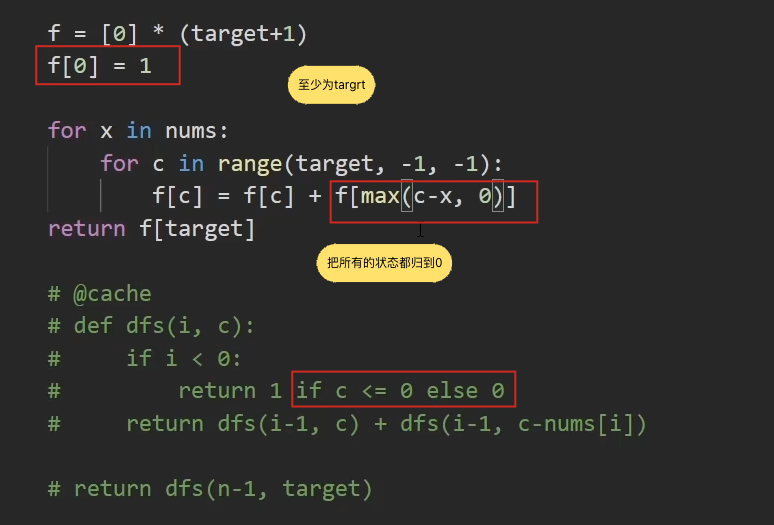 f = [0] * (target+1)
f[0] = 1
至少为targrt
for x in nums:
    for c in range(target, -1, -1):
        f[c] = f[c] + f[max(c-x, 0)]
return f[target]
把所有的状态都归到0
# @cache
# def dfs(i, c):
#     if i < 0:
#         return 1 if c <= 0 else 0
#     return dfs(i-1, c) + dfs(i-1, c-nums[i])
# return dfs(n-1, target)